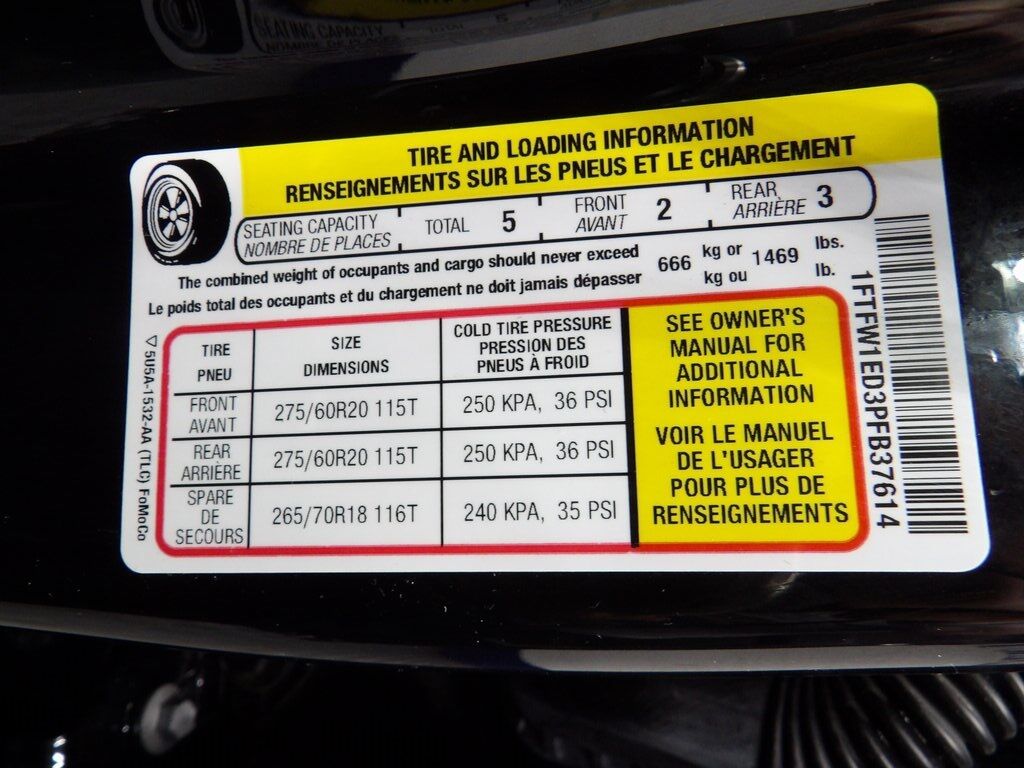 SEATING CAPACITY
TIRE AND LOADING INFORMATION
RENSEIGNEMENTS SUR LES PNEUS ET LE CHARGEMENT
SEATING CAPACITY TOTAL 5 FRONT 2 REAR 3
NOMBRE DE PLACES AVANT ARRIÈRE
The combined weight of occupants and cargo should never exceed 666 kg or 1469 lbs.
Le poids total des occupants et du chargement ne doit jamais dépasser kg ou lb.
TIRE SIZE COLD TIRE PRESSURE
PNEU DIMENSIONS PRESSION DES
PNEUS À FROID
FRONT 275/60R20 115T 250 KPA, 36 PSI
AVANT
REAR 275/60R20 115T 250 KPA, 36 PSI
ARRIÈRE
SPARE 265/70R18 116T 240 KPA, 35 PSI
DE
SECOURS
SEE OWNER'S
MANUAL FOR
ADDITIONAL
INFORMATION
VOIR LE MANUEL
DE L'USAGER
POUR PLUS DE
RENSEIGNEMENTS
1FTFW1ED3PFB37614
5U5A-1532-AA (TLC) FoMoCo